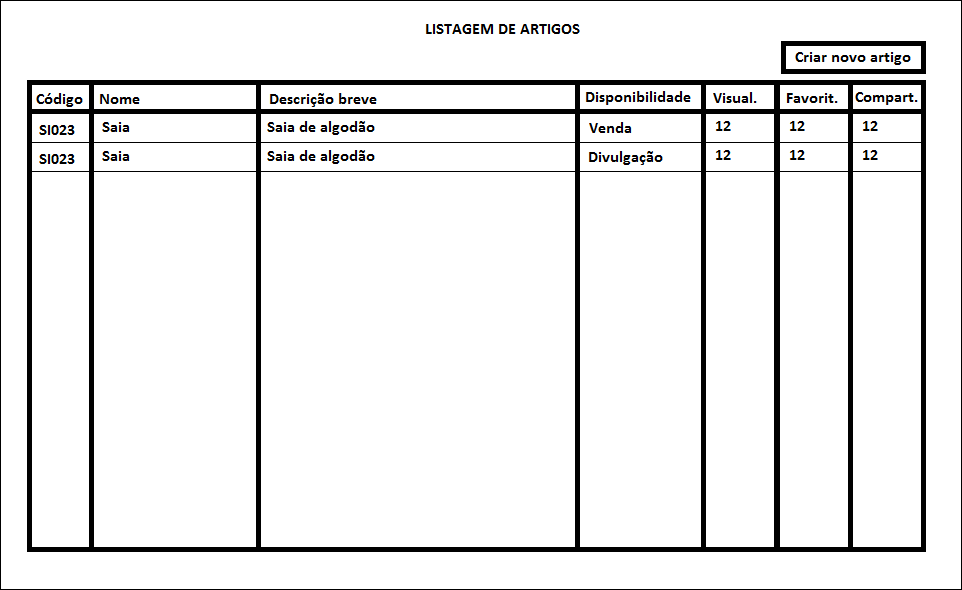 LISTAGEM DE ARTIGOS
Criar novo artigo
Código Nome Descrição breve Disponibilidade Visual. Favorit. Compart.
SI023 Saia Saia de algodão Venda 12 12 12
SI023 Saia Saia de algodão Divulgação 12 12 12